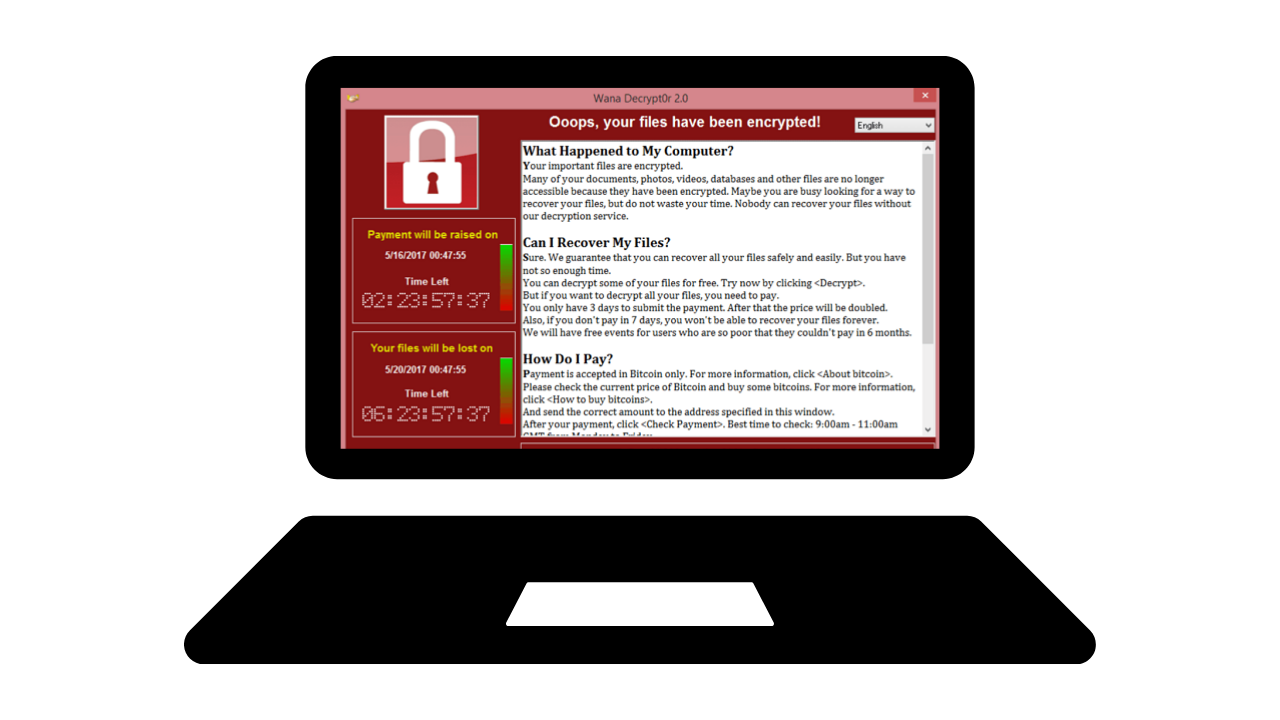 Wana Decrypt0r 2.0
Ooops, your files have been encrypted!
English
What Happened to My Computer?
Your important files are encrypted.
Many of your documents, photos, videos, databases and other files are no longer
accessible because they have been encrypted. Maybe you are busy looking for a way to
recover your files, but do not waste your time. Nobody can recover your files without
our decryption service.
Can I Recover My Files?
Sure. We guarantee that you can recover all your files safely and easily. But you have
not so enough time.
You can decrypt some of your files for free. Try now by clicking <Decrypt>.
But if you want to decrypt all your files, you need to pay.
You only have 3 days to submit the payment. After that the price will be doubled.
Also, if you don't pay in 7 days, you won't be able to recover your files forever.
We will have free events for users who are so poor that they couldn't pay in 6 months.
How Do I Pay?
Payment is accepted in Bitcoin only. For more information, click <About bitcoin>.
Please check the current price of Bitcoin and buy some bitcoins. For more information,
click <How to buy bitcoins>.
And send the correct amount to the address specified in this window.
After your payment, click <Check Payment>. Best time to check: 9:00am - 11:00am
Payment will be raised on
5/16/2017 00:47:55
Time Left
02:23:57:37
Your files will be lost on
5/20/2017 00:47:55
Time Left
06:23:57:37